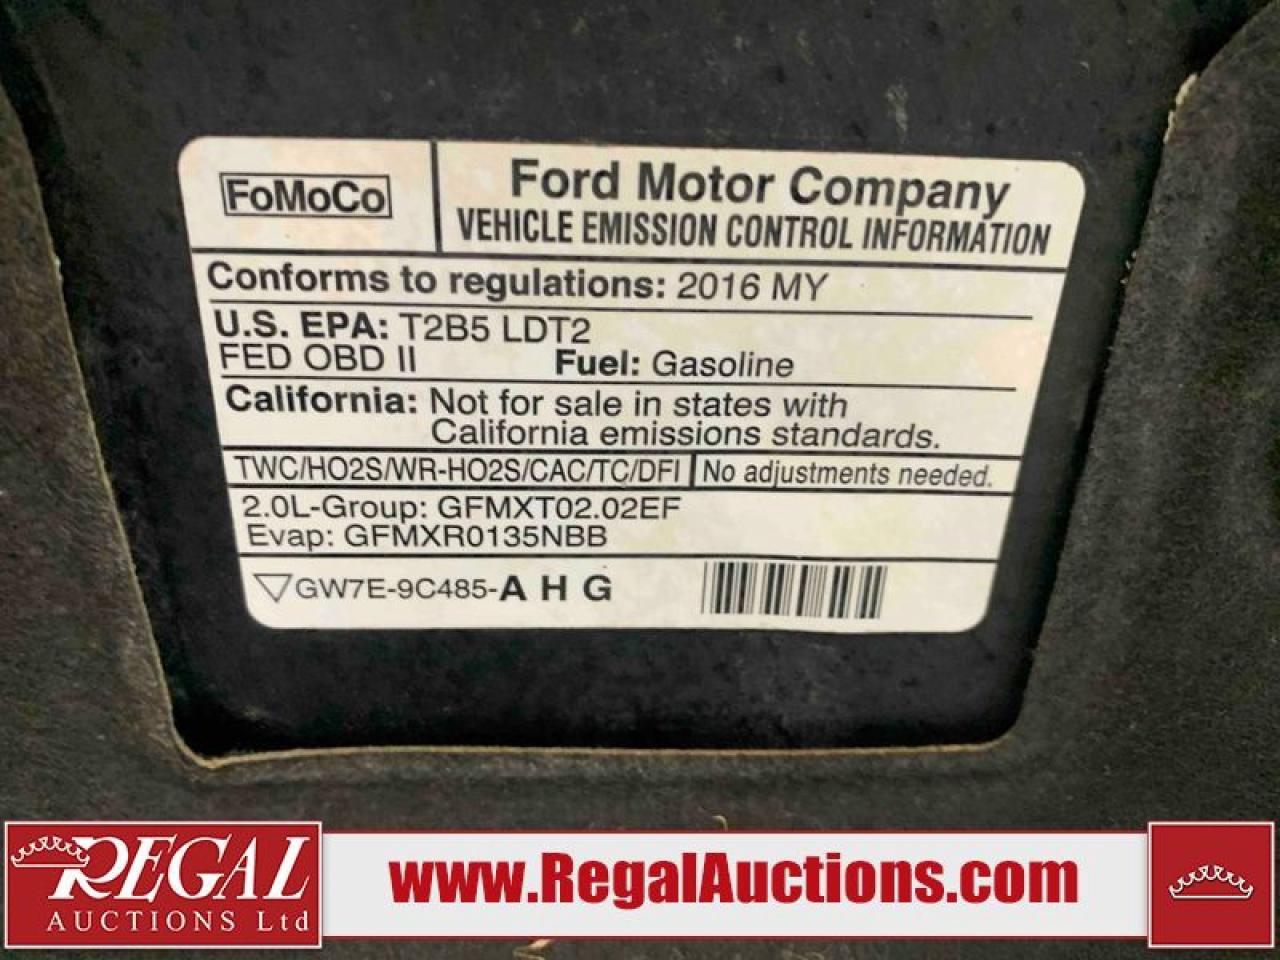 FoMoCo
Ford Motor Company
VEHICLE EMISSION CONTROL INFORMATION
Conforms to regulations: 2016 MY
U.S. EPA: T2B5 LDT2
FED OBD II Fuel: Gasoline
California: Not for sale in states with
California emissions standards.
TWC/HO2S/WR-HO2S/CAC/TC/DFI No adjustments needed.
2.0L-Group: GFMXT02.02EF
Evap: GFMXR0135NBB
GW7E-9C485-A H G
REGAL
AUCTIONS Ltd
www.RegalAuctions.com